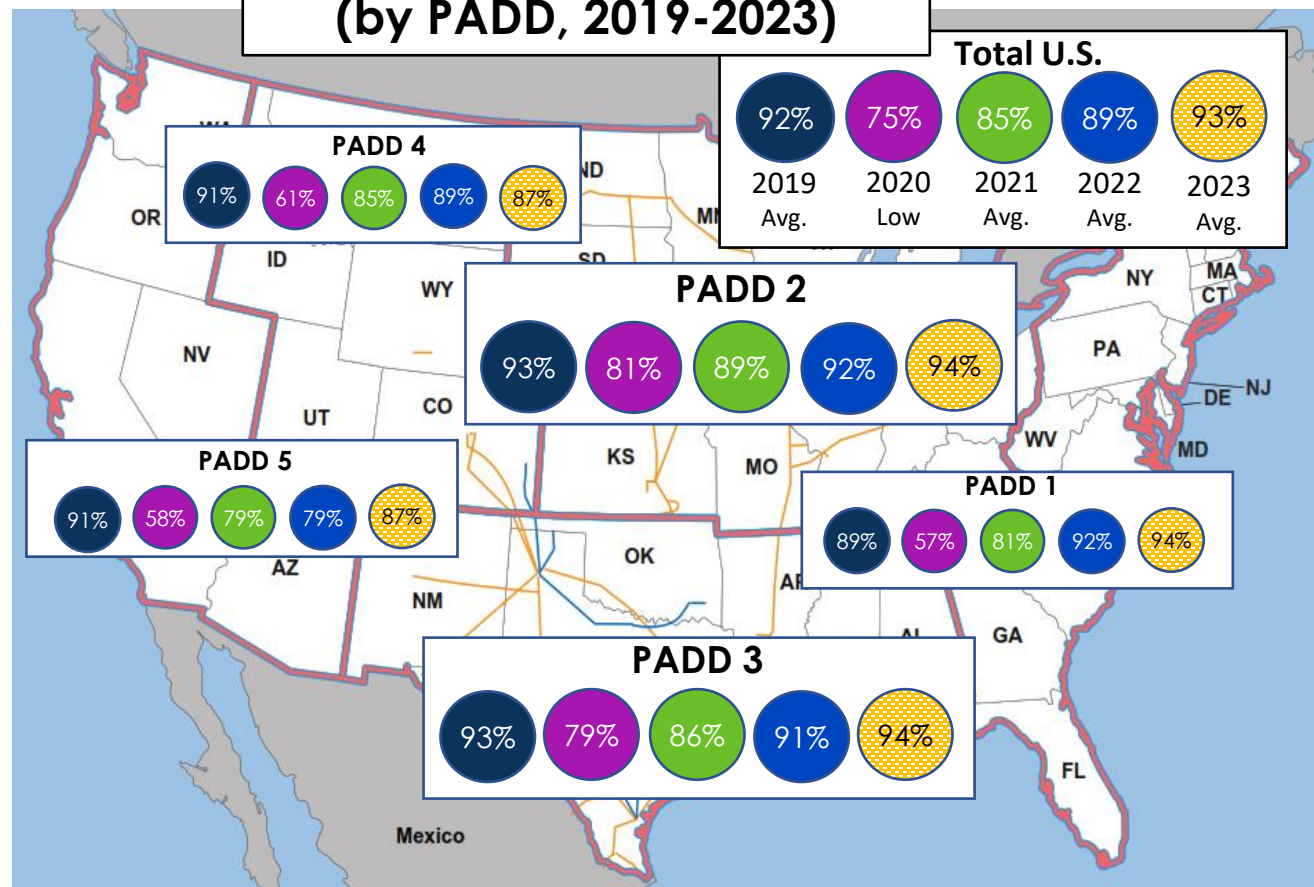 (by PADD, 2019-2023)
Total U.S.
92% 75% 85% 89% 93%
2019 2020 2021 2022 2023
Avg. Low Avg. Avg. Avg.
PADD 4
91% 61% 85% 89% 87%
OR
ID
WY
NY
MA
CT
PADD 2
93% 81% 89% 92% 94%
NV
UT
CO
PA
NJ
DE
MD
WV
KS
MO
PADD 5
91% 58% 79% 79% 87%
PADD 1
89% 57% 81% 92% 94%
AZ
NM
OK
GA
PADD 3
93% 79% 86% 91% 94%
FL
Mexico